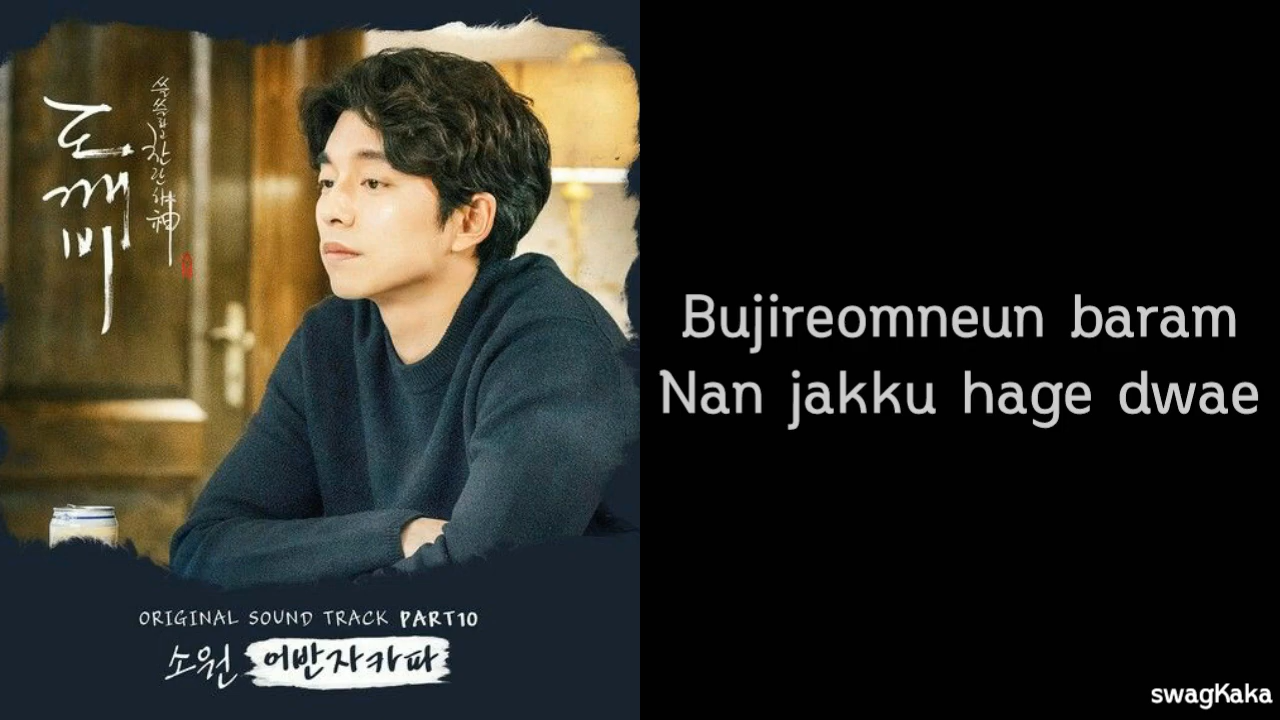 도깨비
쓸쓸하고 찬란하神
ORIGINAL SOUND TRACK PART10
소원 어반자카파
Bujireomneun baram
Nan jakku hage dwae
swagKaka